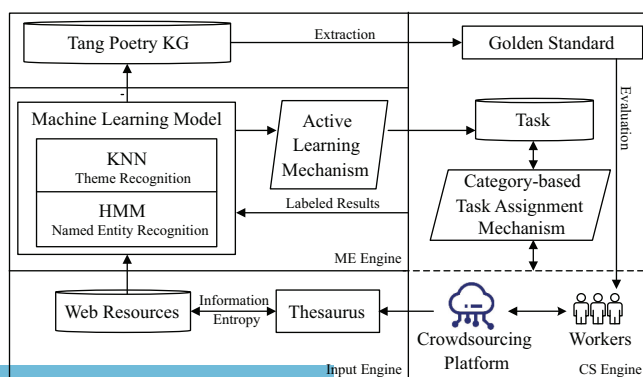 Tang Poetry KG
Extraction
Golden Standard
Evaluation
Machine Learning Model
KNN
Theme Recognition
HMM
Named Entity Recognition
Active
Learning
Mechanism
Task
Category-based
Task Assignment
Mechanism
Labeled Results
ME Engine
Web Resources
Information
Entropy
Thesaurus
Crowdsourcing
Platform
Workers
Input Engine
CS Engine